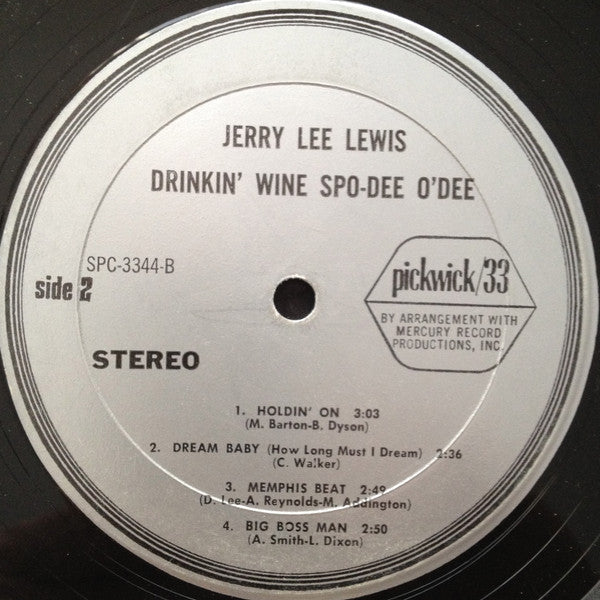 JERRY LEE LEWIS
DRINKIN' WINE SPO-DEE O'DEE
SPC-3344-B
side 2
STEREO
pickwick/33
BY ARRANGEMENT WITH
MERCURY RECORD
PRODUCTIONS, INC.
1. HOLDIN' ON 3:03
(M. Barton-B. Dyson)
2. DREAM BABY (How Long Must I Dream) 2:36
(C. Walker)
3. MEMPHIS BEAT 2:49
(D. Lee-A. Reynolds-M. Addington)
4. BIG BOSS MAN 2:50
(A. Smith-L. Dixon)